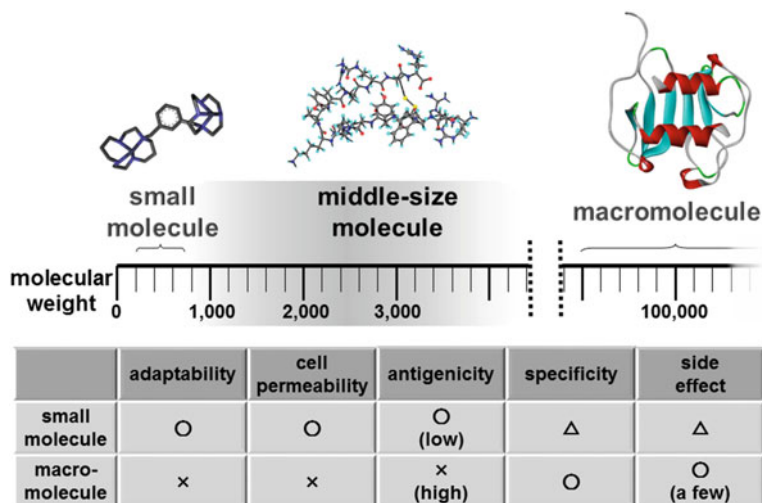 small
molecule
middle-size
molecule
macromolecule
molecular
weight
0
1,000
2,000
3,000
100,000
adaptability
cell
permeability
antigenicity
specificity
side
effect
small
molecule
○
○
○
(low)
△
△
macro-
molecule
×
×
×
(high)
○
○
(a few)